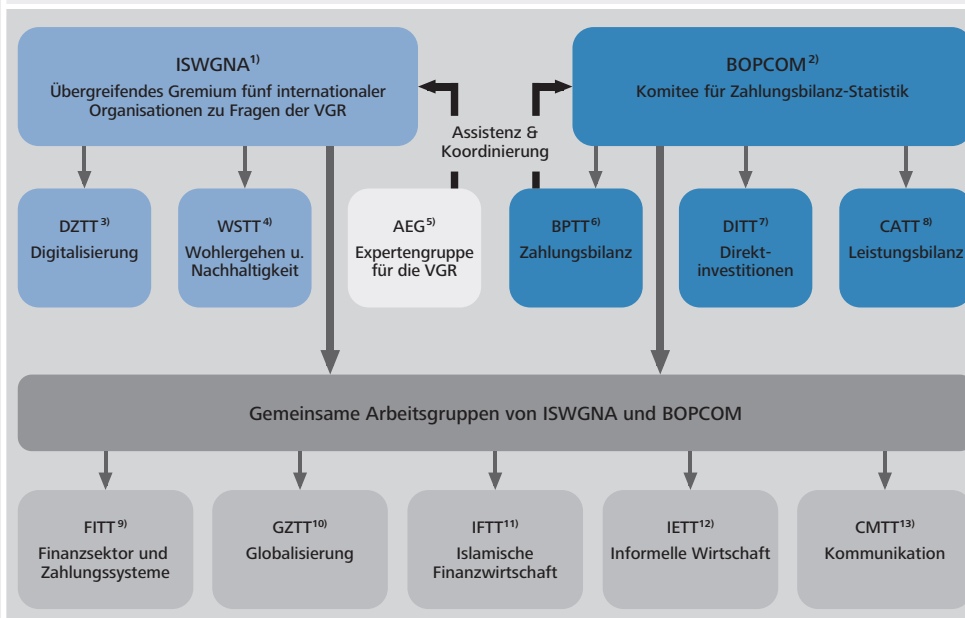 ISWGNA¹⁾
Übergreifendes Gremium fünf internationaler
Organisationen zu Fragen der VGR
BOPCOM²⁾
Komitee für Zahlungsbilanz-Statistik
Assistenz &
Koordinierung
DZTT³⁾
Digitalisierung
WSTT⁴⁾
Wohlergehen u.
Nachhaltigkeit
AEG⁵⁾
Expertengruppe
für die VGR
BPTT⁶⁾
Zahlungsbilanz
DITT⁷⁾
Direkt-
investitionen
CATT⁸⁾
Leistungsbilanz
Gemeinsame Arbeitsgruppen von ISWGNA und BOPCOM
FITT⁹⁾
Finanzsektor und
Zahlungssysteme
GZTT¹⁰⁾
Globalisierung
IFTT¹¹⁾
Islamische
Finanzwirtschaft
IETT¹²⁾
Informelle Wirtschaft
CMTT¹³⁾
Kommunikation